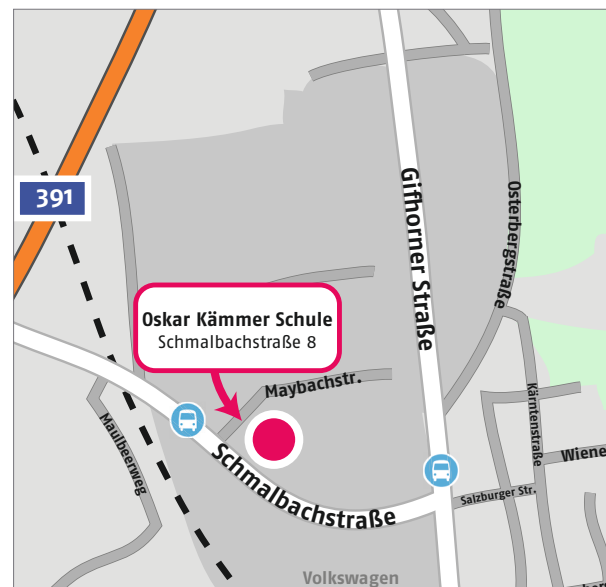 391
Gifhorner Straße
Osterbergstraße
Oskar Kämmer Schule
Schmalbachstraße 8
Maybachstr.
Maulbeerweg
Schmalbachstraße
Kärntenstraße
Wiene
Salzburger Str.
Volkswagen